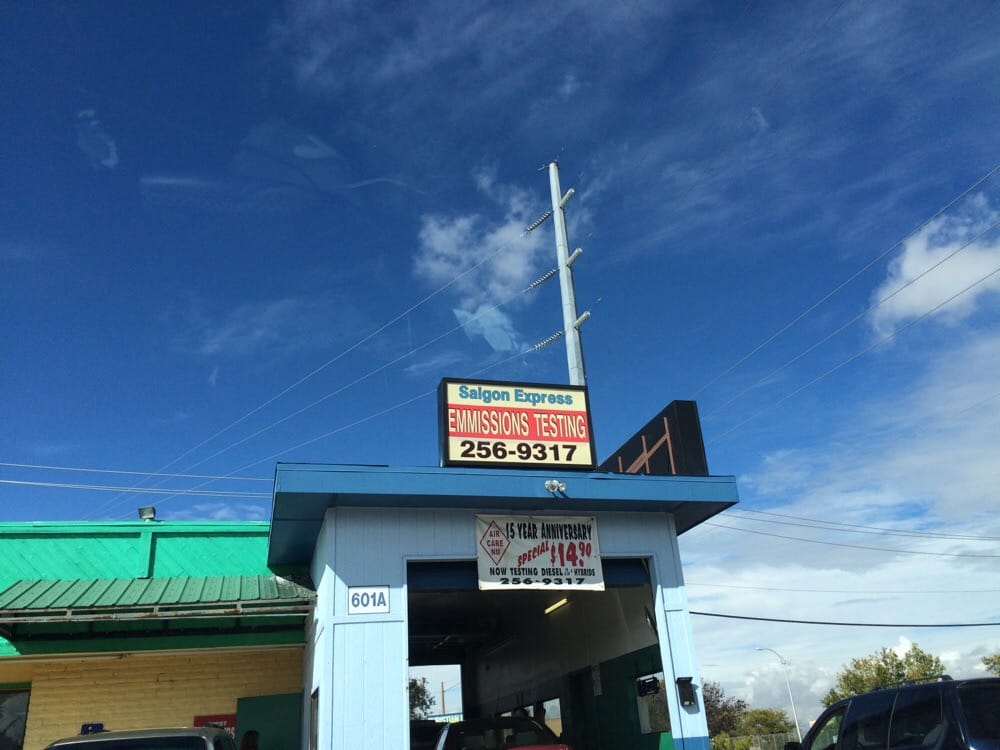 Saigon Express
EMMISSIONS TESTING
256-9317
AIR
CARE
NM
15 YEAR ANNIVERSARY
SPECIAL $14.90
NOW TESTING DIESEL HYBRIDS
256-9317
601A